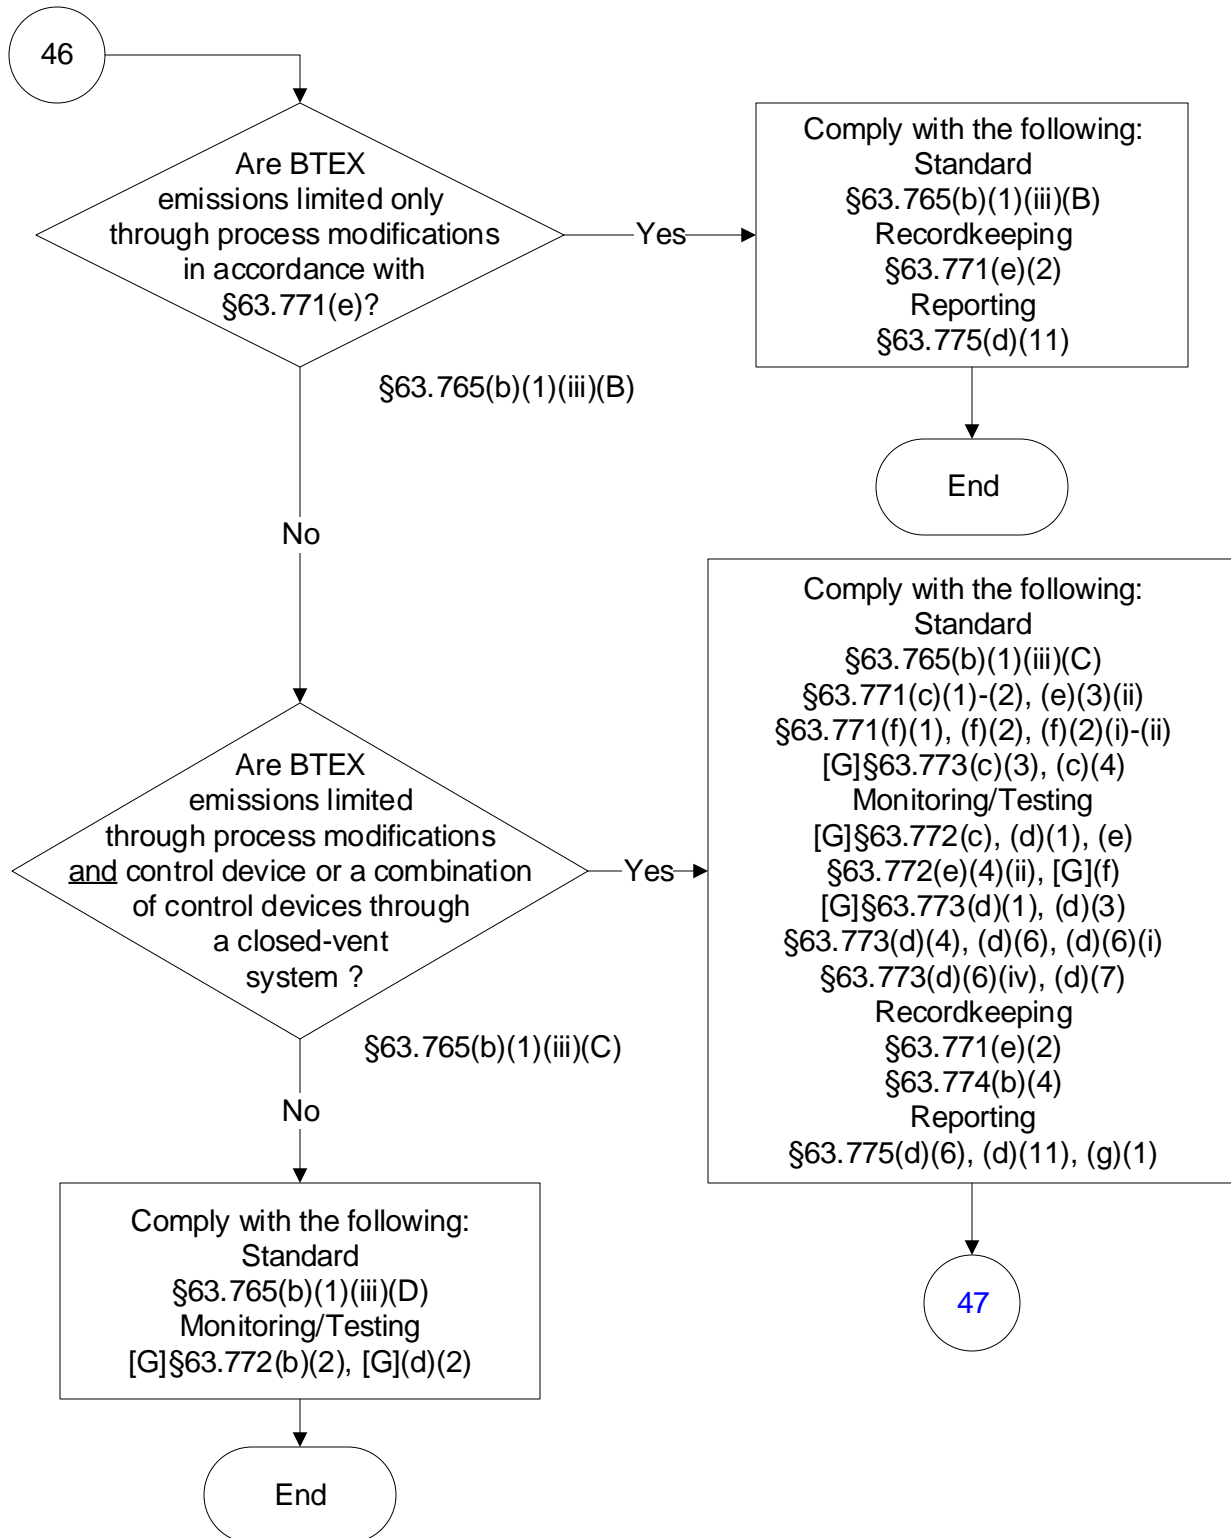 46
Are BTEX
emissions limited only
through process modifications
in accordance with
§63.771(e)?
Yes
Comply with the following:
Standard
§63.765(b)(1)(iii)(B)
Recordkeeping
§63.771(e)(2)
Reporting
§63.775(d)(11)
§63.765(b)(1)(iii)(B)
End
No
Are BTEX
emissions limited
through process modifications
and control device or a combination
of control devices through
a closed-vent
system ?
Yes
Comply with the following:
Standard
§63.765(b)(1)(iii)(C)
§63.771(c)(1)-(2), (e)(3)(ii)
§63.771(f)(1), (f)(2), (f)(2)(i)-(ii)
[G]§63.773(c)(3), (c)(4)
Monitoring/Testing
[G]§63.772(c), (d)(1), (e)
§63.772(e)(4)(ii), [G](f)
[G]§63.773(d)(1), (d)(3)
§63.773(d)(4), (d)(6), (d)(6)(i)
§63.773(d)(6)(iv), (d)(7)
Recordkeeping
§63.771(e)(2)
§63.774(b)(4)
Reporting
§63.775(d)(6), (d)(11), (g)(1)
§63.765(b)(1)(iii)(C)
No
Comply with the following:
Standard
§63.765(b)(1)(iii)(D)
Monitoring/Testing
[G]§63.772(b)(2), [G](d)(2)
47
End